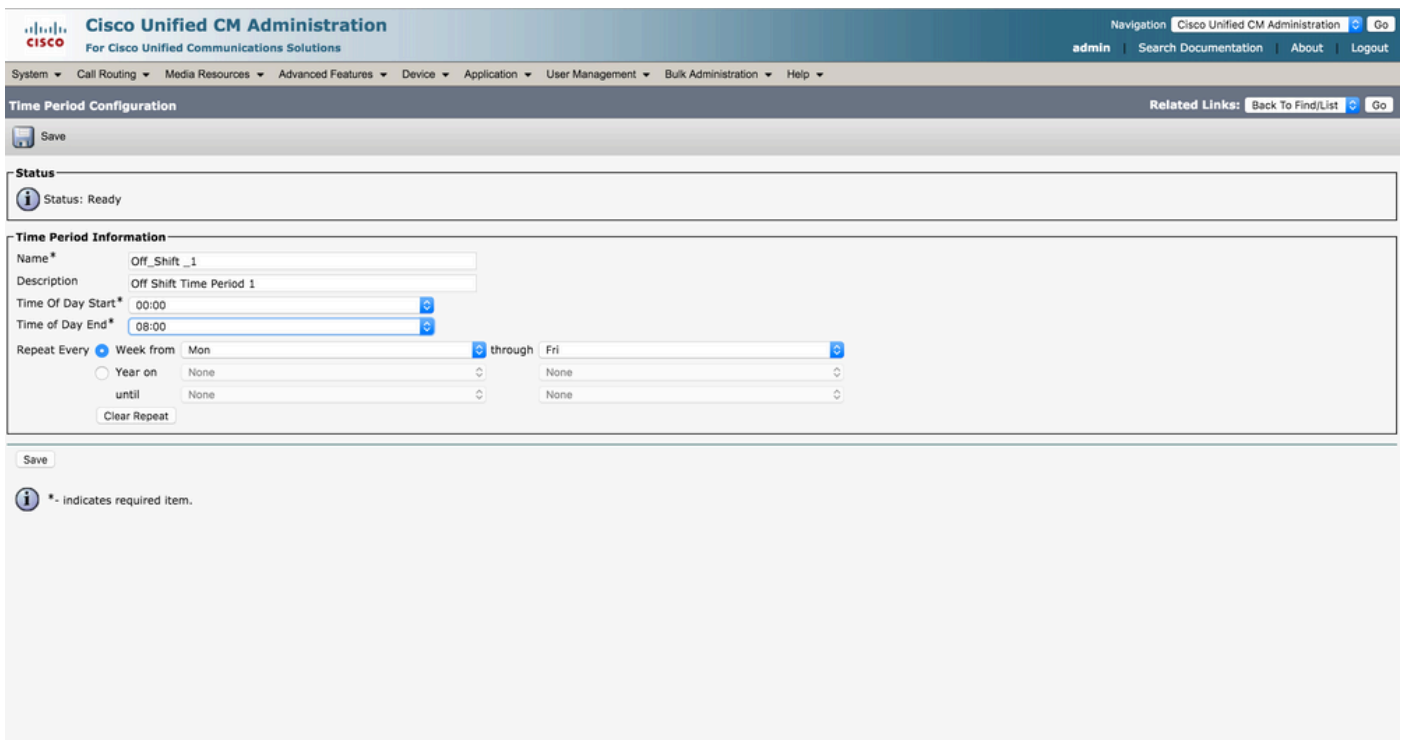 Cisco Unified CM Administration
Navigation Cisco Unified CM Administration Go
CISCO
For Cisco Unified Communications Solutions
admin | Search Documentation | About | Logout
System Call Routing Media Resources Advanced Features Device Application User Management Bulk Administration Help
Time Period Configuration
Related Links: Back To Find/List Go
Save
Status
Status: Ready
Time Period Information
Name* Off_Shift _1
Description Off Shift Time Period 1
Time Of Day Start* 00:00
Time of Day End* 08:00
Repeat Every Week from Mon through Fri
Year on None None
until None None
Clear Repeat
Save
*- indicates required item.